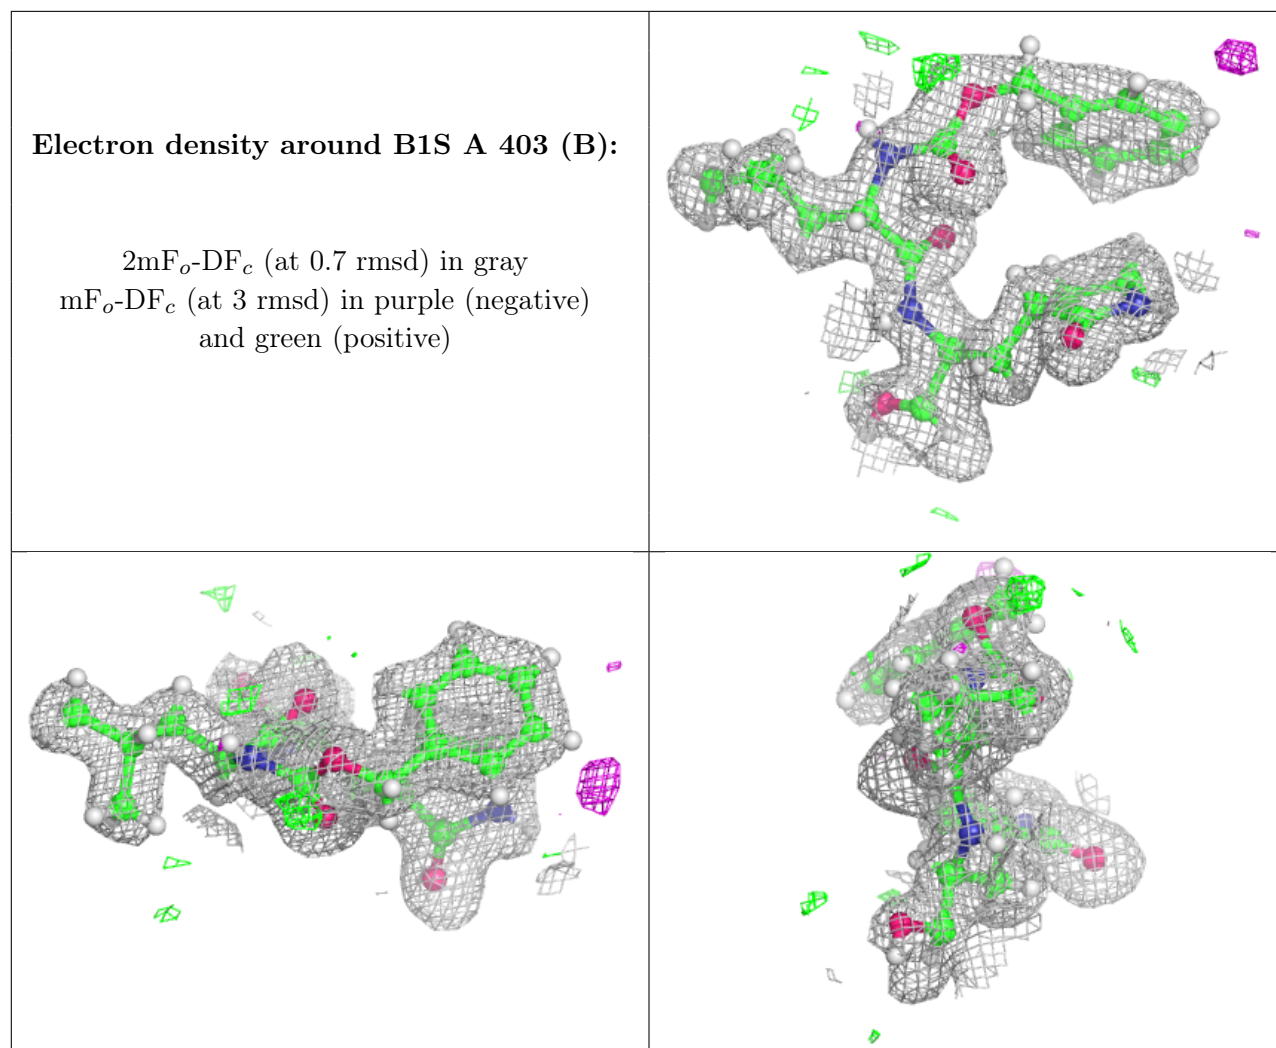 Electron density around B1S A 403 (B):
2mFo-DFc (at 0.7 rmsd) in gray
mFo-DFc (at 3 rmsd) in purple (negative)
and green (positive)